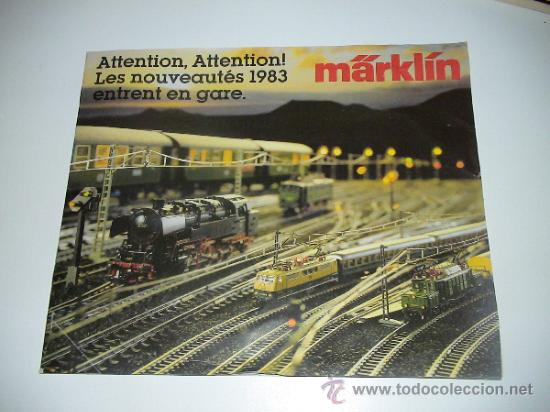 Attention, Attention!
Les nouveautés 1983
entrent en gare.
märklin
www.todocoleccion.net